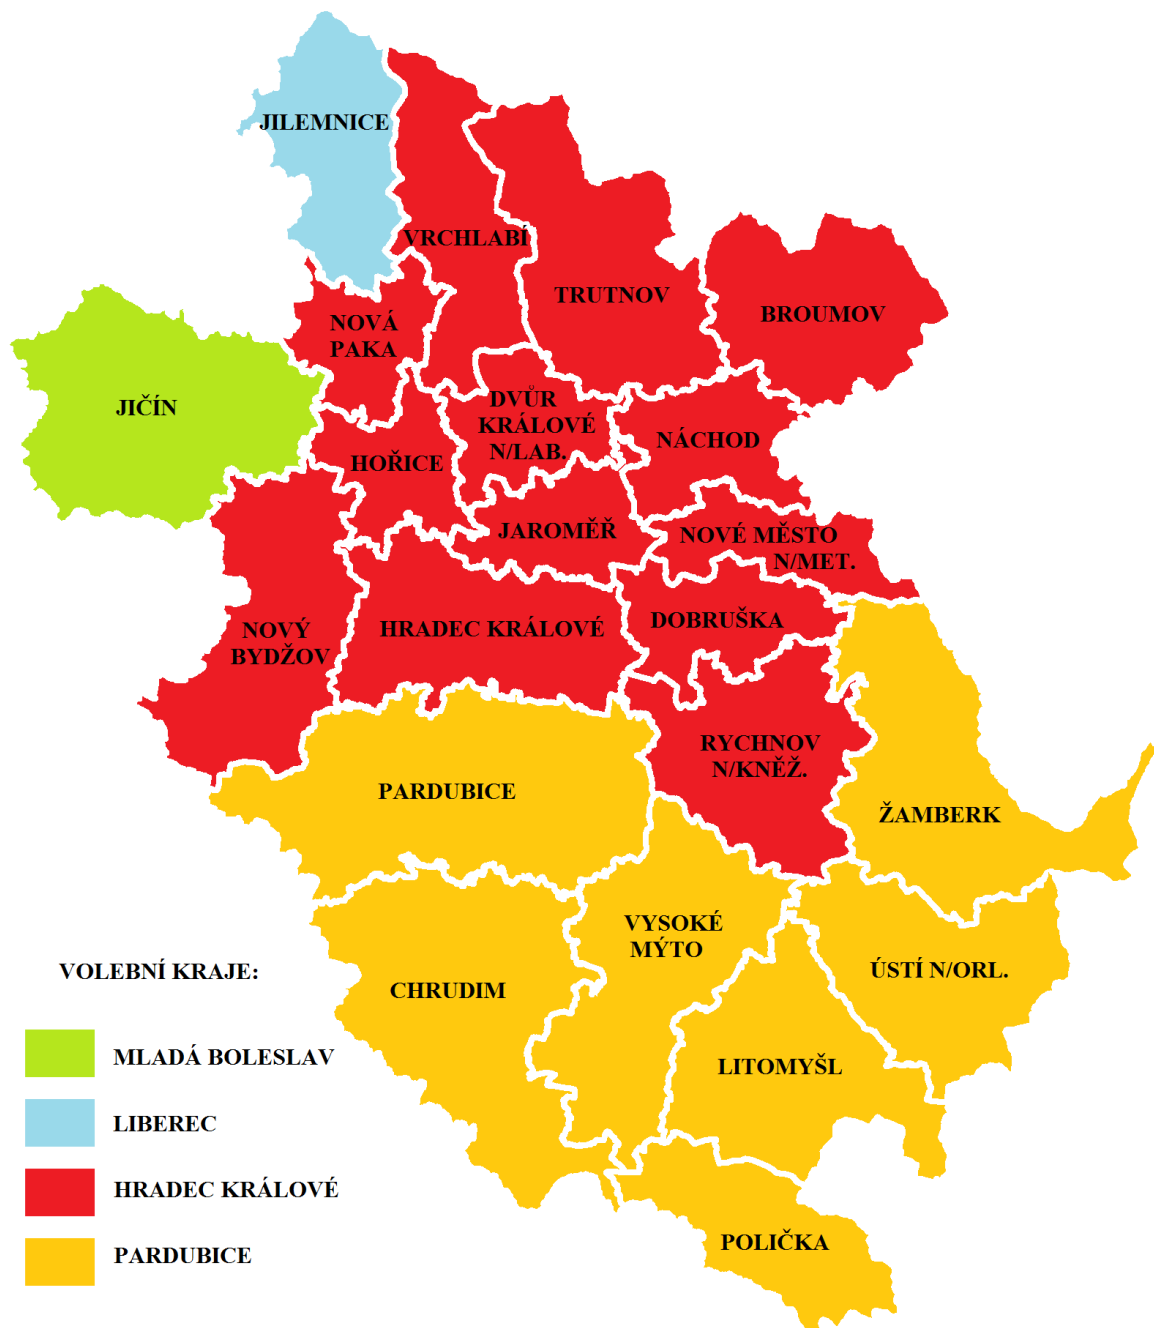 JILEMNICE
VRCHLABÍ
TRUTNOV
BROUMOV
NOVÁ
PAKA
JIČÍN
DVŮR
KRÁLOVÉ
N/LAB.
NÁCHOD
HOŘICE
JAROMĚŘ
NOVÉ MĚSTO
N/MET.
NOVÝ
BYDŽOV
HRADEC KRÁLOVÉ
DOBRUŠKA
RYCHNOV
N/KNĚŽ.
PARDUBICE
ŽAMBERK
VYSOKÉ
MÝTO
CHRUDIM
ÚSTÍ N/ORL.
LITOMYŠL
POLIČKA
VOLEBNÍ KRAJE:
MLADÁ BOLESLAV
LIBEREC
HRADEC KRÁLOVÉ
PARDUBICE